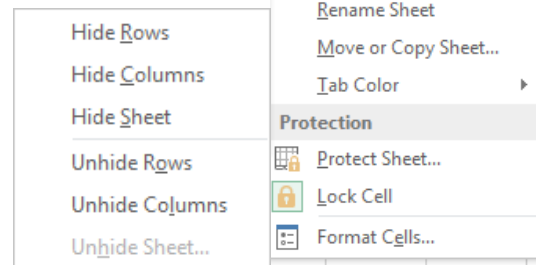 Hide Rows
Hide Columns
Hide Sheet
Unhide Rows
Unhide Columns
Unhide Sheet...
Rename Sheet
Move or Copy Sheet...
Tab Color
Protection
Protect Sheet...
Lock Cell
Format Cells...